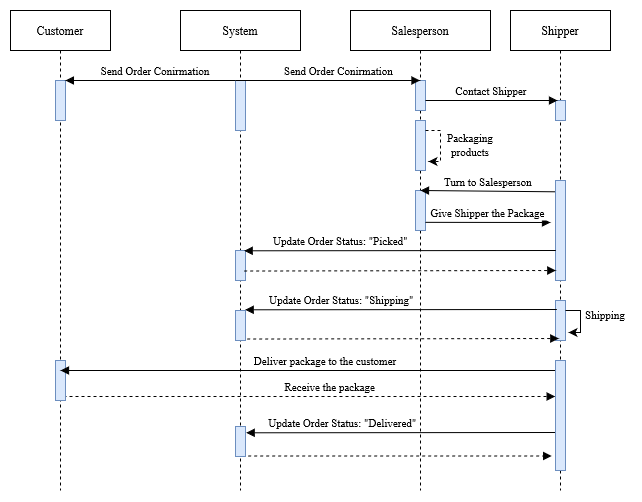 Customer
System
Salesperson
Shipper
Send Order Conirmation
Send Order Conirmation
Contact Shipper
Packaging
products
Turn to Salesperson
Give Shipper the Package
Update Order Status: "Picked"
Update Order Status: "Shipping"
Shipping
Deliver package to the customer
Receive the package
Update Order Status: "Delivered"